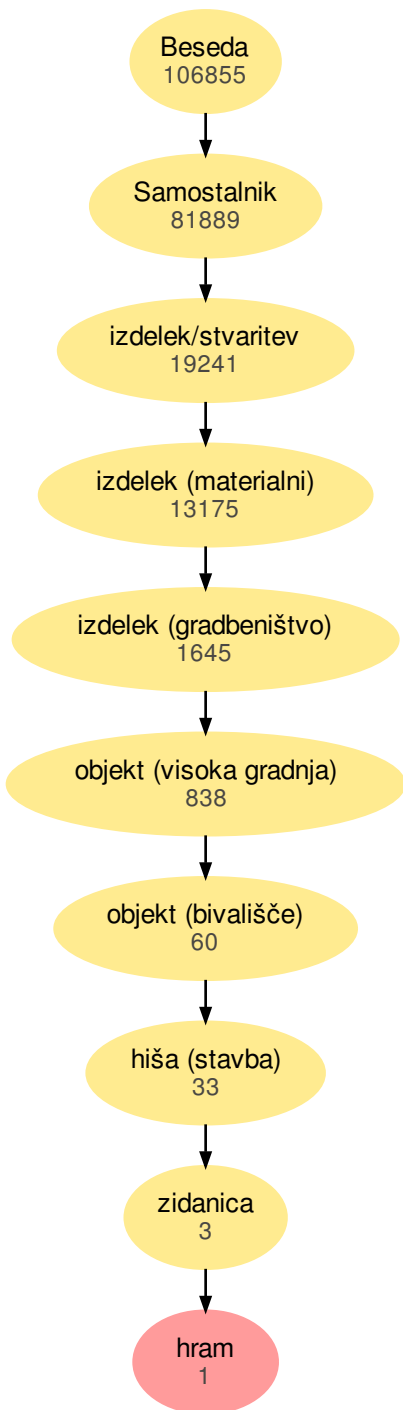 Beseda
106855
Samostalnik
81889
izdelek/stvaritev
19241
izdelek (materialni)
13175
izdelek (gradbeništvo)
1645
objekt (visoka gradnja)
838
objekt (bivališče)
60
hiša (stavba)
33
zidanica
3
hram
1